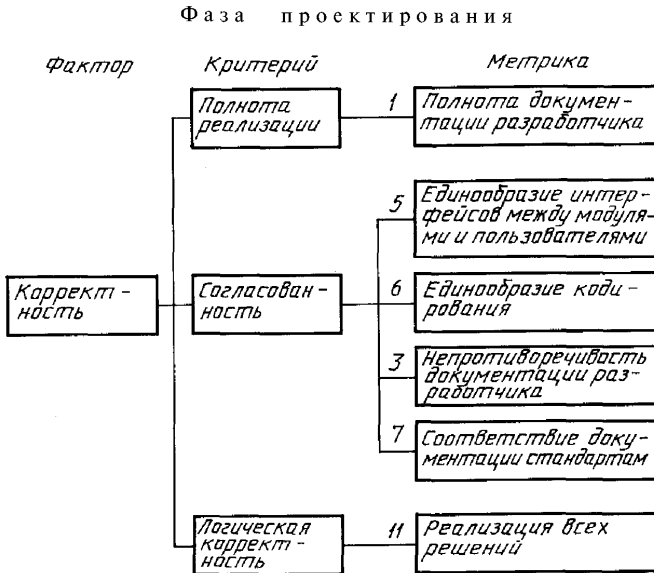 Фаза проектирования
Фактор Критерий Метрика
Полнота
реализации
1
Полнота докумен-
тации разработчика
5
Единообразие интер-
фейсов между модуля-
ми и пользователями
Коррект-
ность
Согласован-
ность
6
Единообразие коди-
рования
3
Непротиворечивость
документации раз-
работчика
7
Соответствие доку-
ментации стандартам
Логическая
коррект-
ность
11
Реализация всех
решений